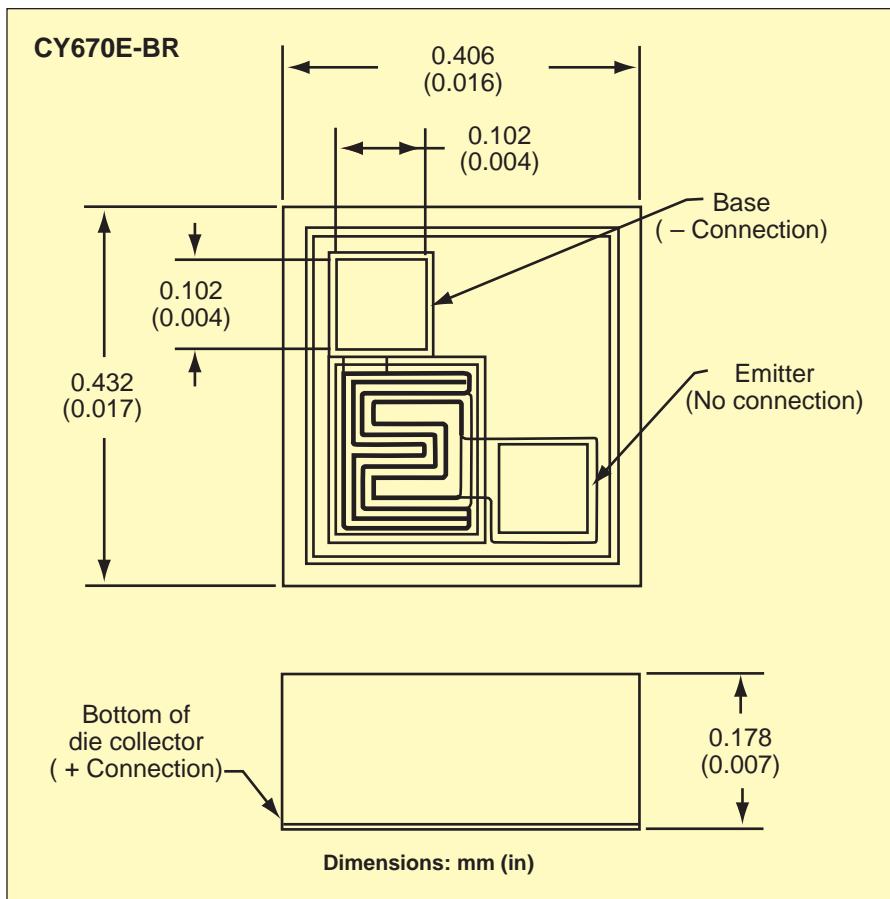 CY670E-BR
0.406
(0.016)
0.102
(0.004)
Base
( – Connection)
0.102
(0.004)
0.432
(0.017)
Emitter
(No connection)
Bottom of
die collector
( + Connection)
0.178
(0.007)
Dimensions: mm (in)